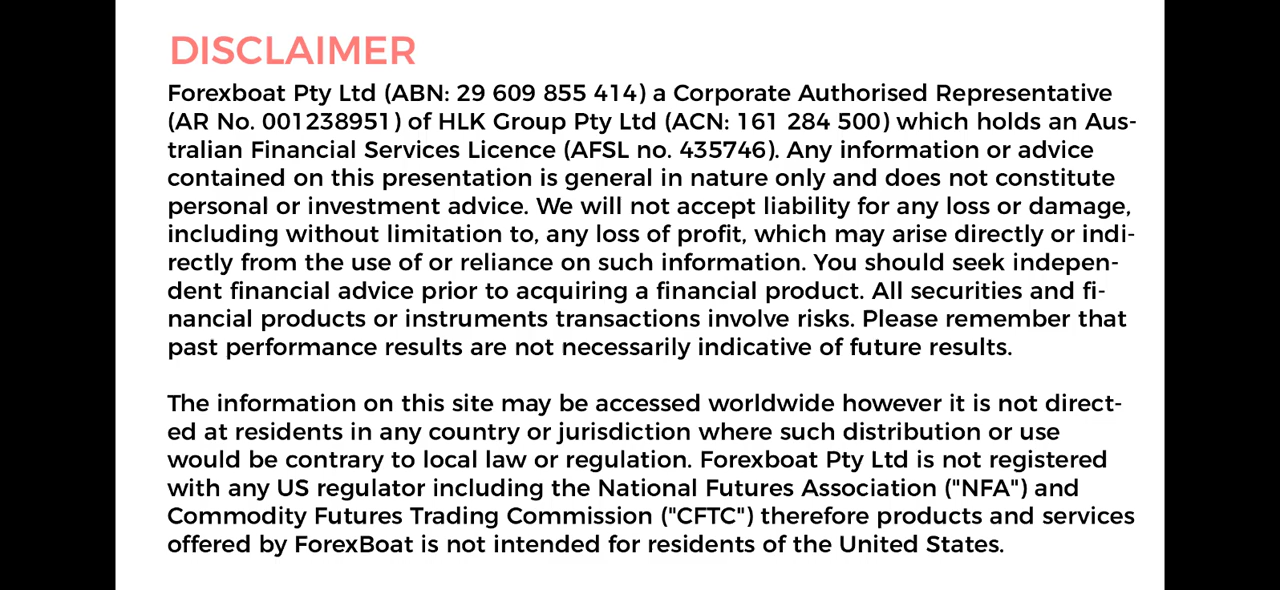 DISCLAIMER
Forexboat Pty Ltd (ABN: 29 609 855 414) a Corporate Authorised Representative
(AR No. 001238951) of HLK Group Pty Ltd (ACN: 161 284 500) which holds an Aus-
tralian Financial Services Licence (AFSL no. 435746). Any information or advice
contained on this presentation is general in nature only and does not constitute
personal or investment advice. We will not accept liability for any loss or damage,
including without limitation to, any loss of profit, which may arise directly or indi-
rectly from the use of or reliance on such information. You should seek indepen-
dent financial advice prior to acquiring a financial product. All securities and fi-
nancial products or instruments transactions involve risks. Please remember that
past performance results are not necessarily indicative of future results.
The information on this site may be accessed worldwide however it is not direct-
ed at residents in any country or jurisdiction where such distribution or use
would be contrary to local law or regulation. Forexboat Pty Ltd is not registered
with any US regulator including the National Futures Association ("NFA") and
Commodity Futures Trading Commission ("CFTC") therefore products and services
offered by ForexBoat is not intended for residents of the United States.